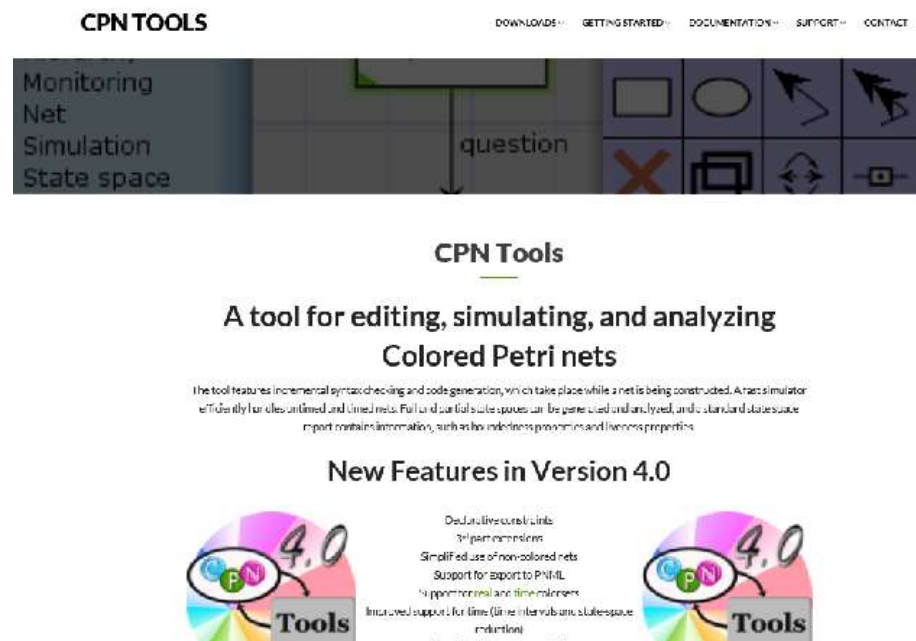 CPN TOOLS
DOWNLOADS GETTING STARTED DOCUMENTATION SUPPORT CONTACT
Monitoring
Net
Simulation
State space
question
CPN Tools
A tool for editing, simulating, and analyzing
Colored Petri nets
The tool features incremental syntax checking and code generation, which take place while a net is being constructed. A fast simulator
efficiently handles untimed and timed nets. Full and partial state spaces can be generated and analyzed, and a standard state space
report contains information, such as boundedness properties and liveness properties.
New Features in Version 4.0
Declarative constraints
3rd part extensions
Simplified use of non-colored nets
Support for export to PNML
Support for real and time colorsets
Improved support for time (time intervals and state-space
reduction)
4.0
CPN
Tools
4.0
CPN
Tools